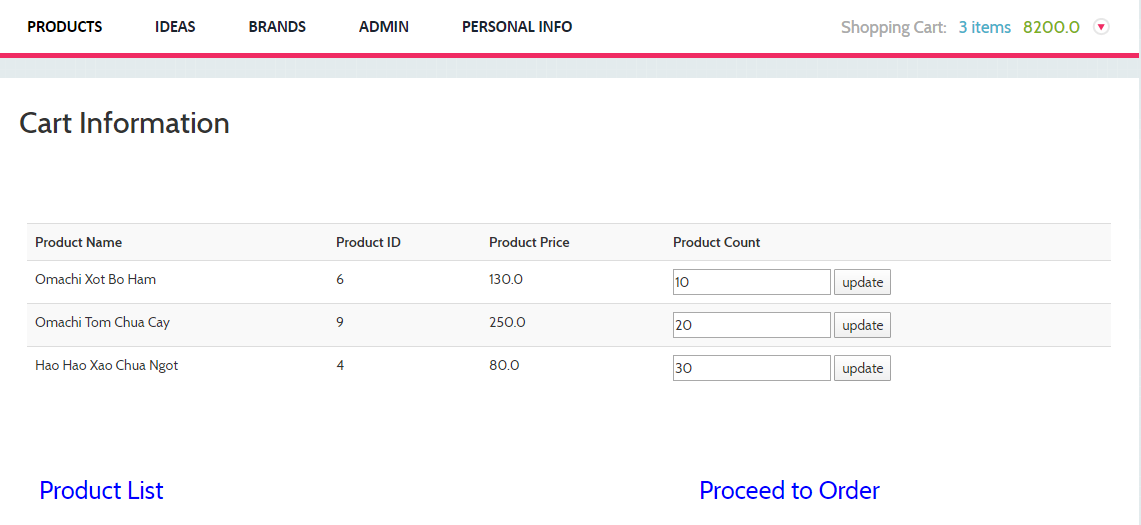 PRODUCTS IDEAS BRANDS ADMIN PERSONAL INFO Shopping Cart: 3 items 8200.0
Cart Information
Product Name Product ID Product Price Product Count
Omachi Xot Bo Ham 6 130.0 10 update
Omachi Tom Chua Cay 9 250.0 20 update
Hao Hao Xao Chua Ngot 4 80.0 30 update
Product List Proceed to Order